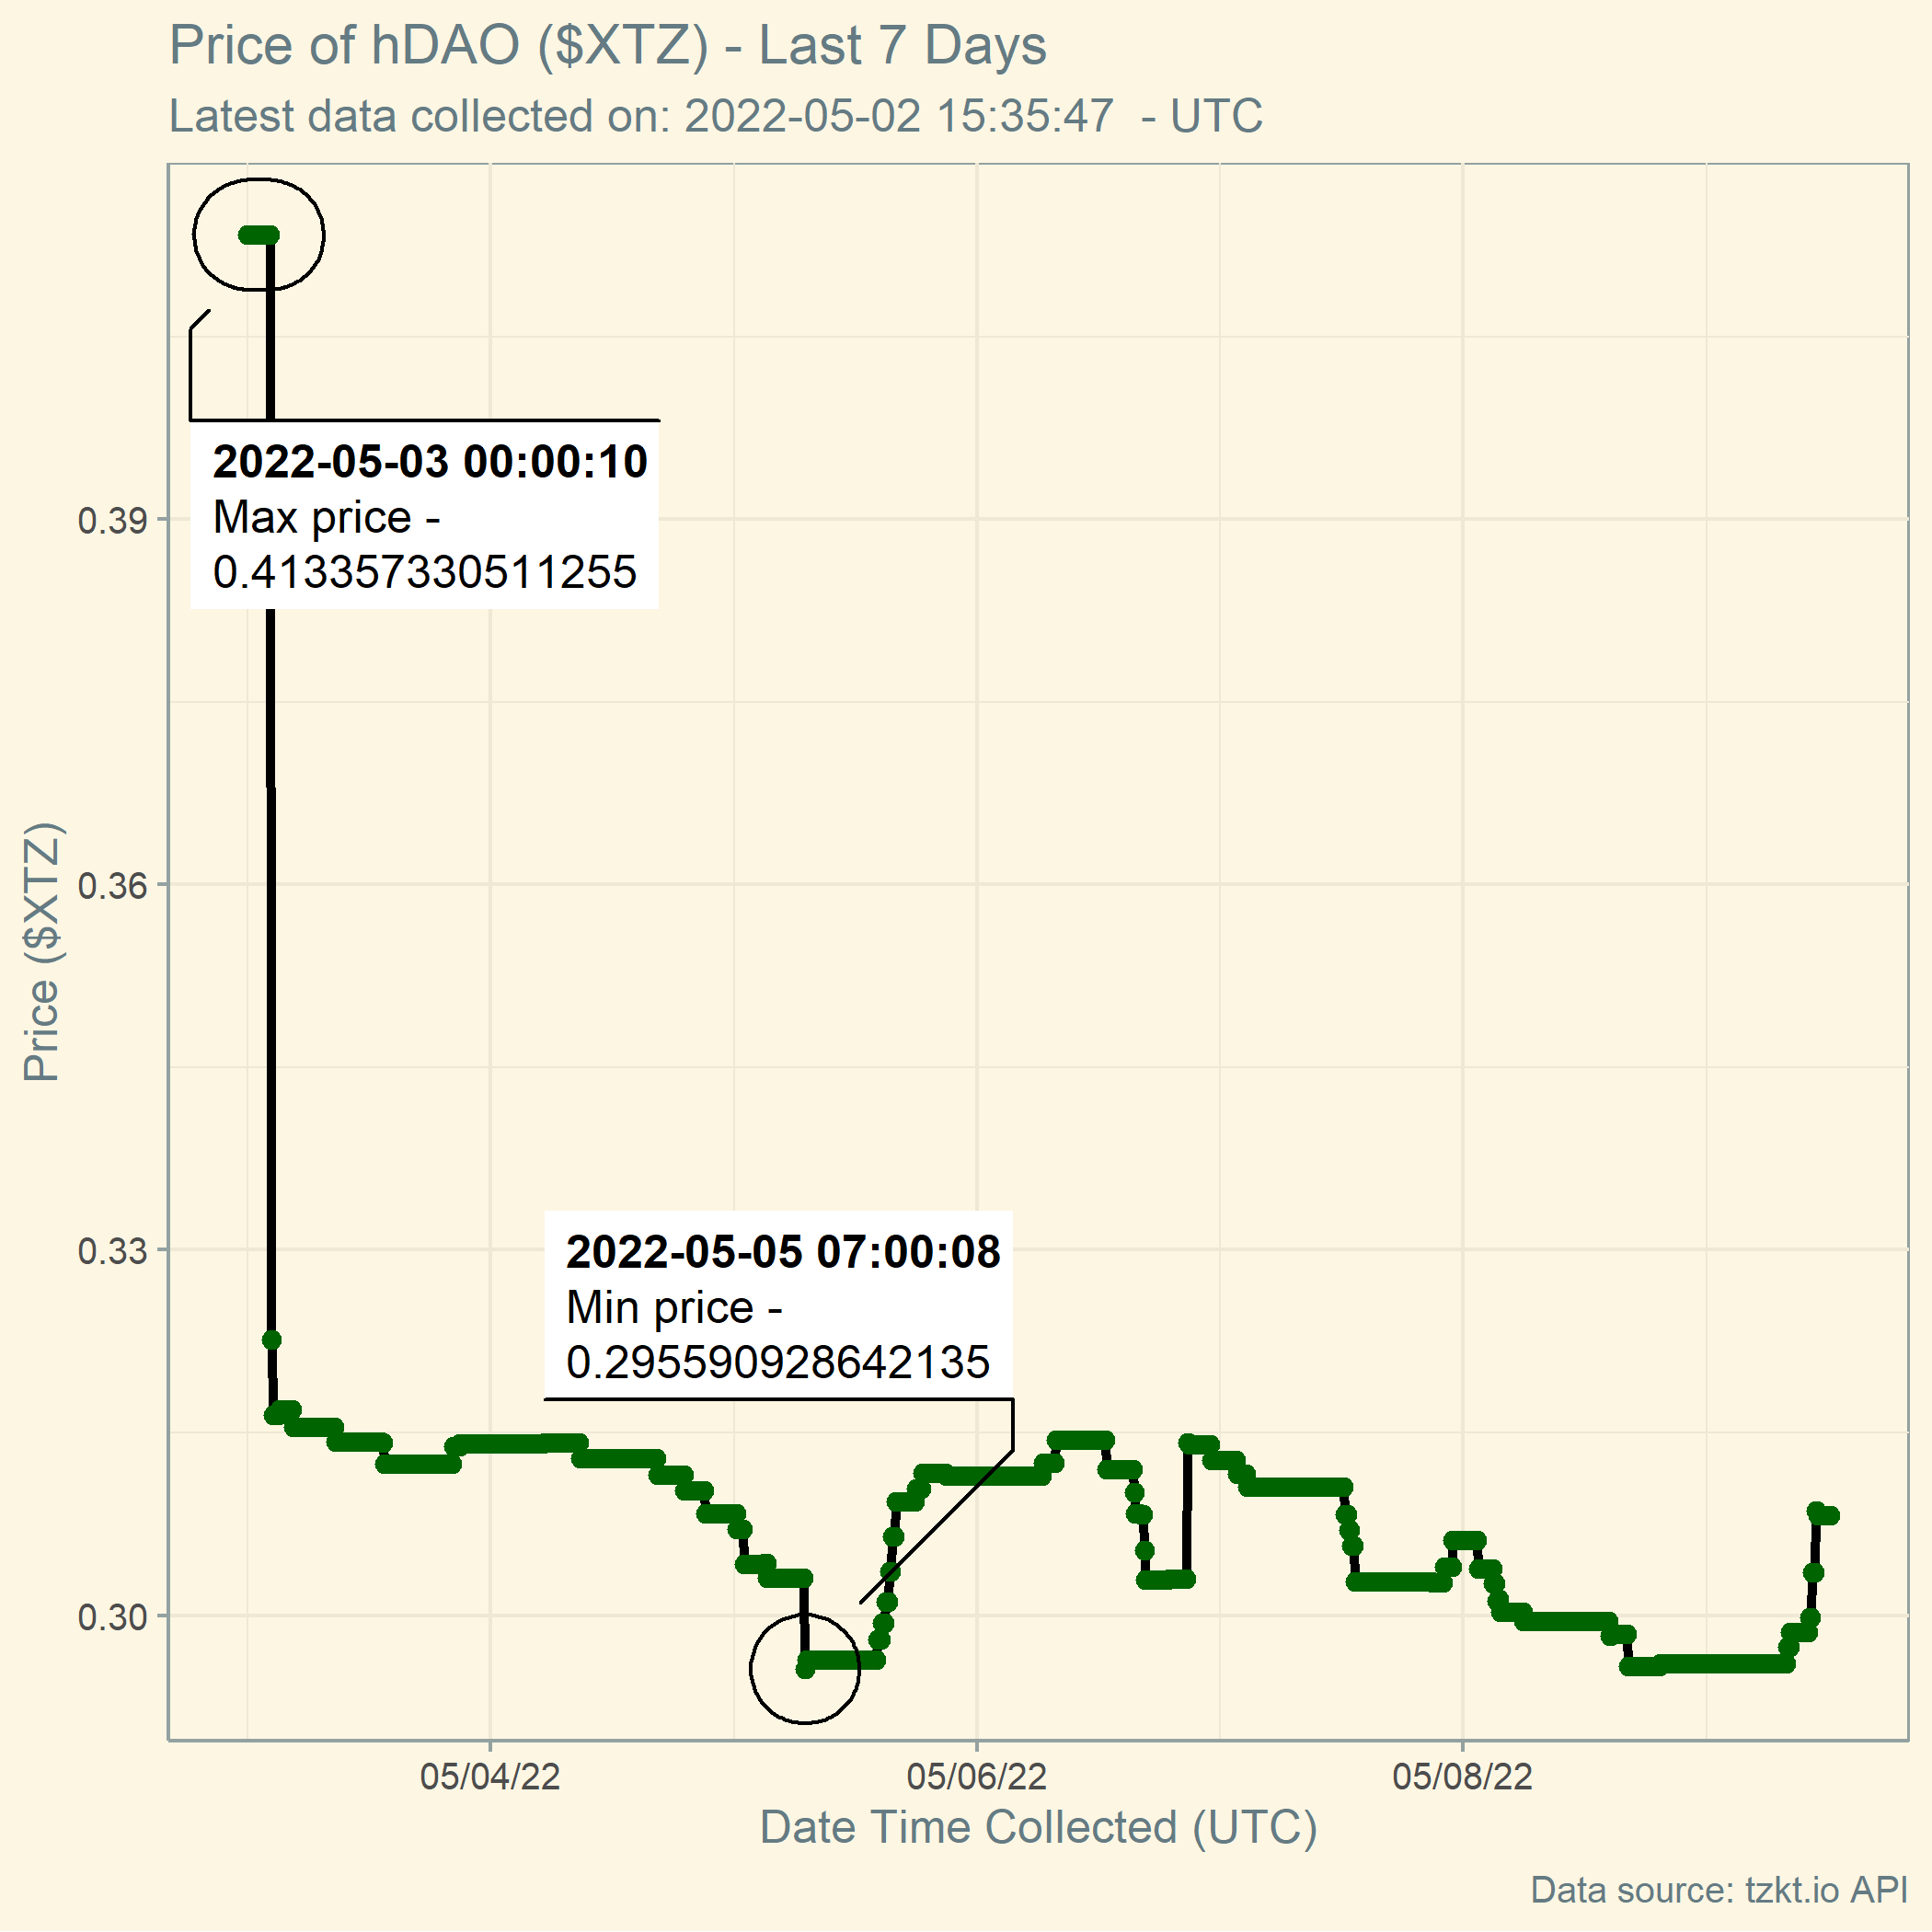 Price of hDAO ($XTZ) - Last 7 Days
Latest data collected on: 2022-05-02 15:35:47  - UTC
2022-05-03 00:00:10
Max price -
0.413357330511255
0.39
0.36
Price ($XTZ)
0.33
2022-05-05 07:00:08
Min price -
0.295590928642135
0.30
05/04/22 05/06/22 05/08/22
Date Time Collected (UTC)
Data source: tzkt.io API